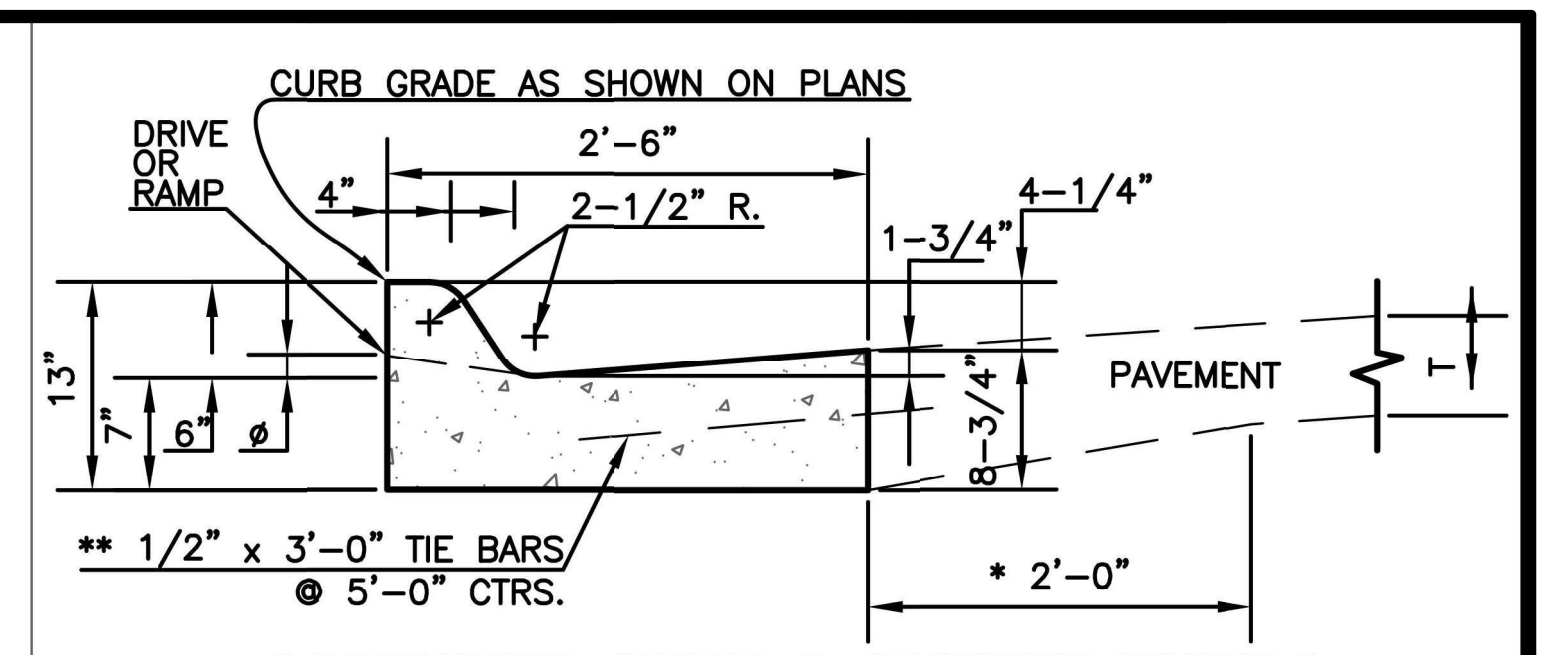 CURB GRADE AS SHOWN ON PLANS
DRIVE
OR
RAMP
2'-6"
4"
2-1/2" R.
4-1/4"
1-3/4"
13"
7"
6"
ø
8-3/4"
PAVEMENT
T
** 1/2" x 3'-0" TIE BARS
@ 5'-0" CTRS.
* 2'-0"